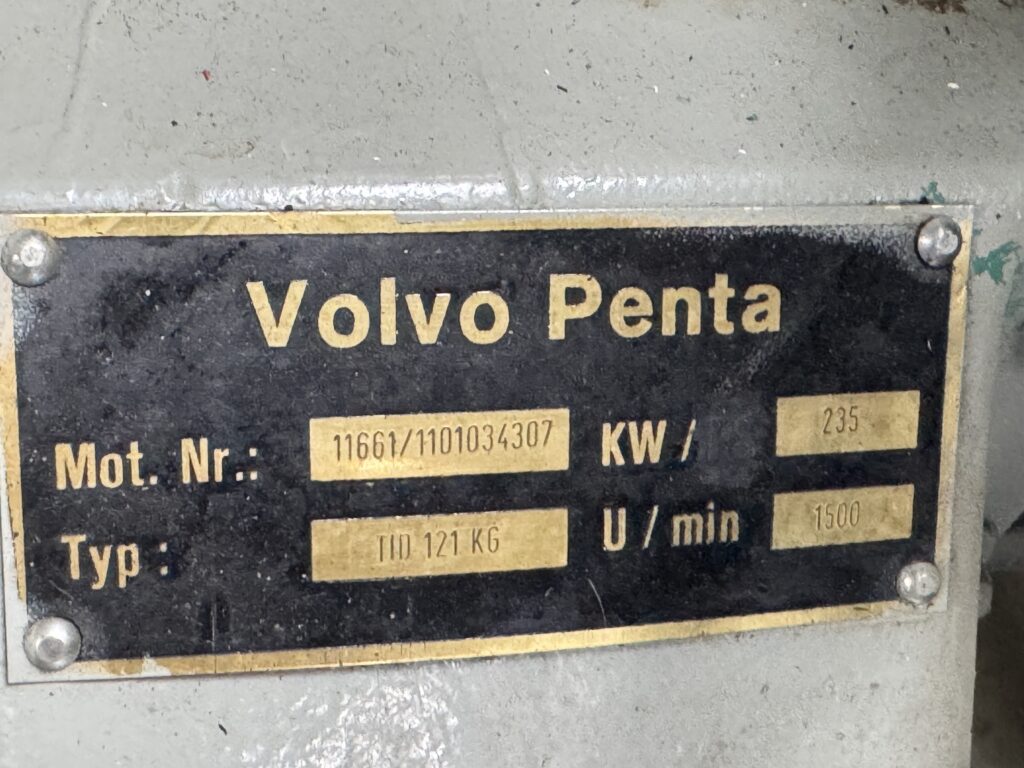 Volvo Penta
Mot. Nr.: 11661/1101034307 KW / 235
Typ : TID 121 KG U / min 1500